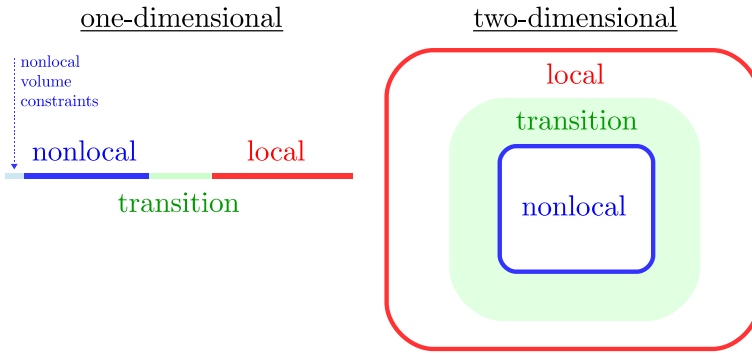 one-dimensional
nonlocal
volume
constraints
nonlocal
local
transition
two-dimensional
local
transition
nonlocal